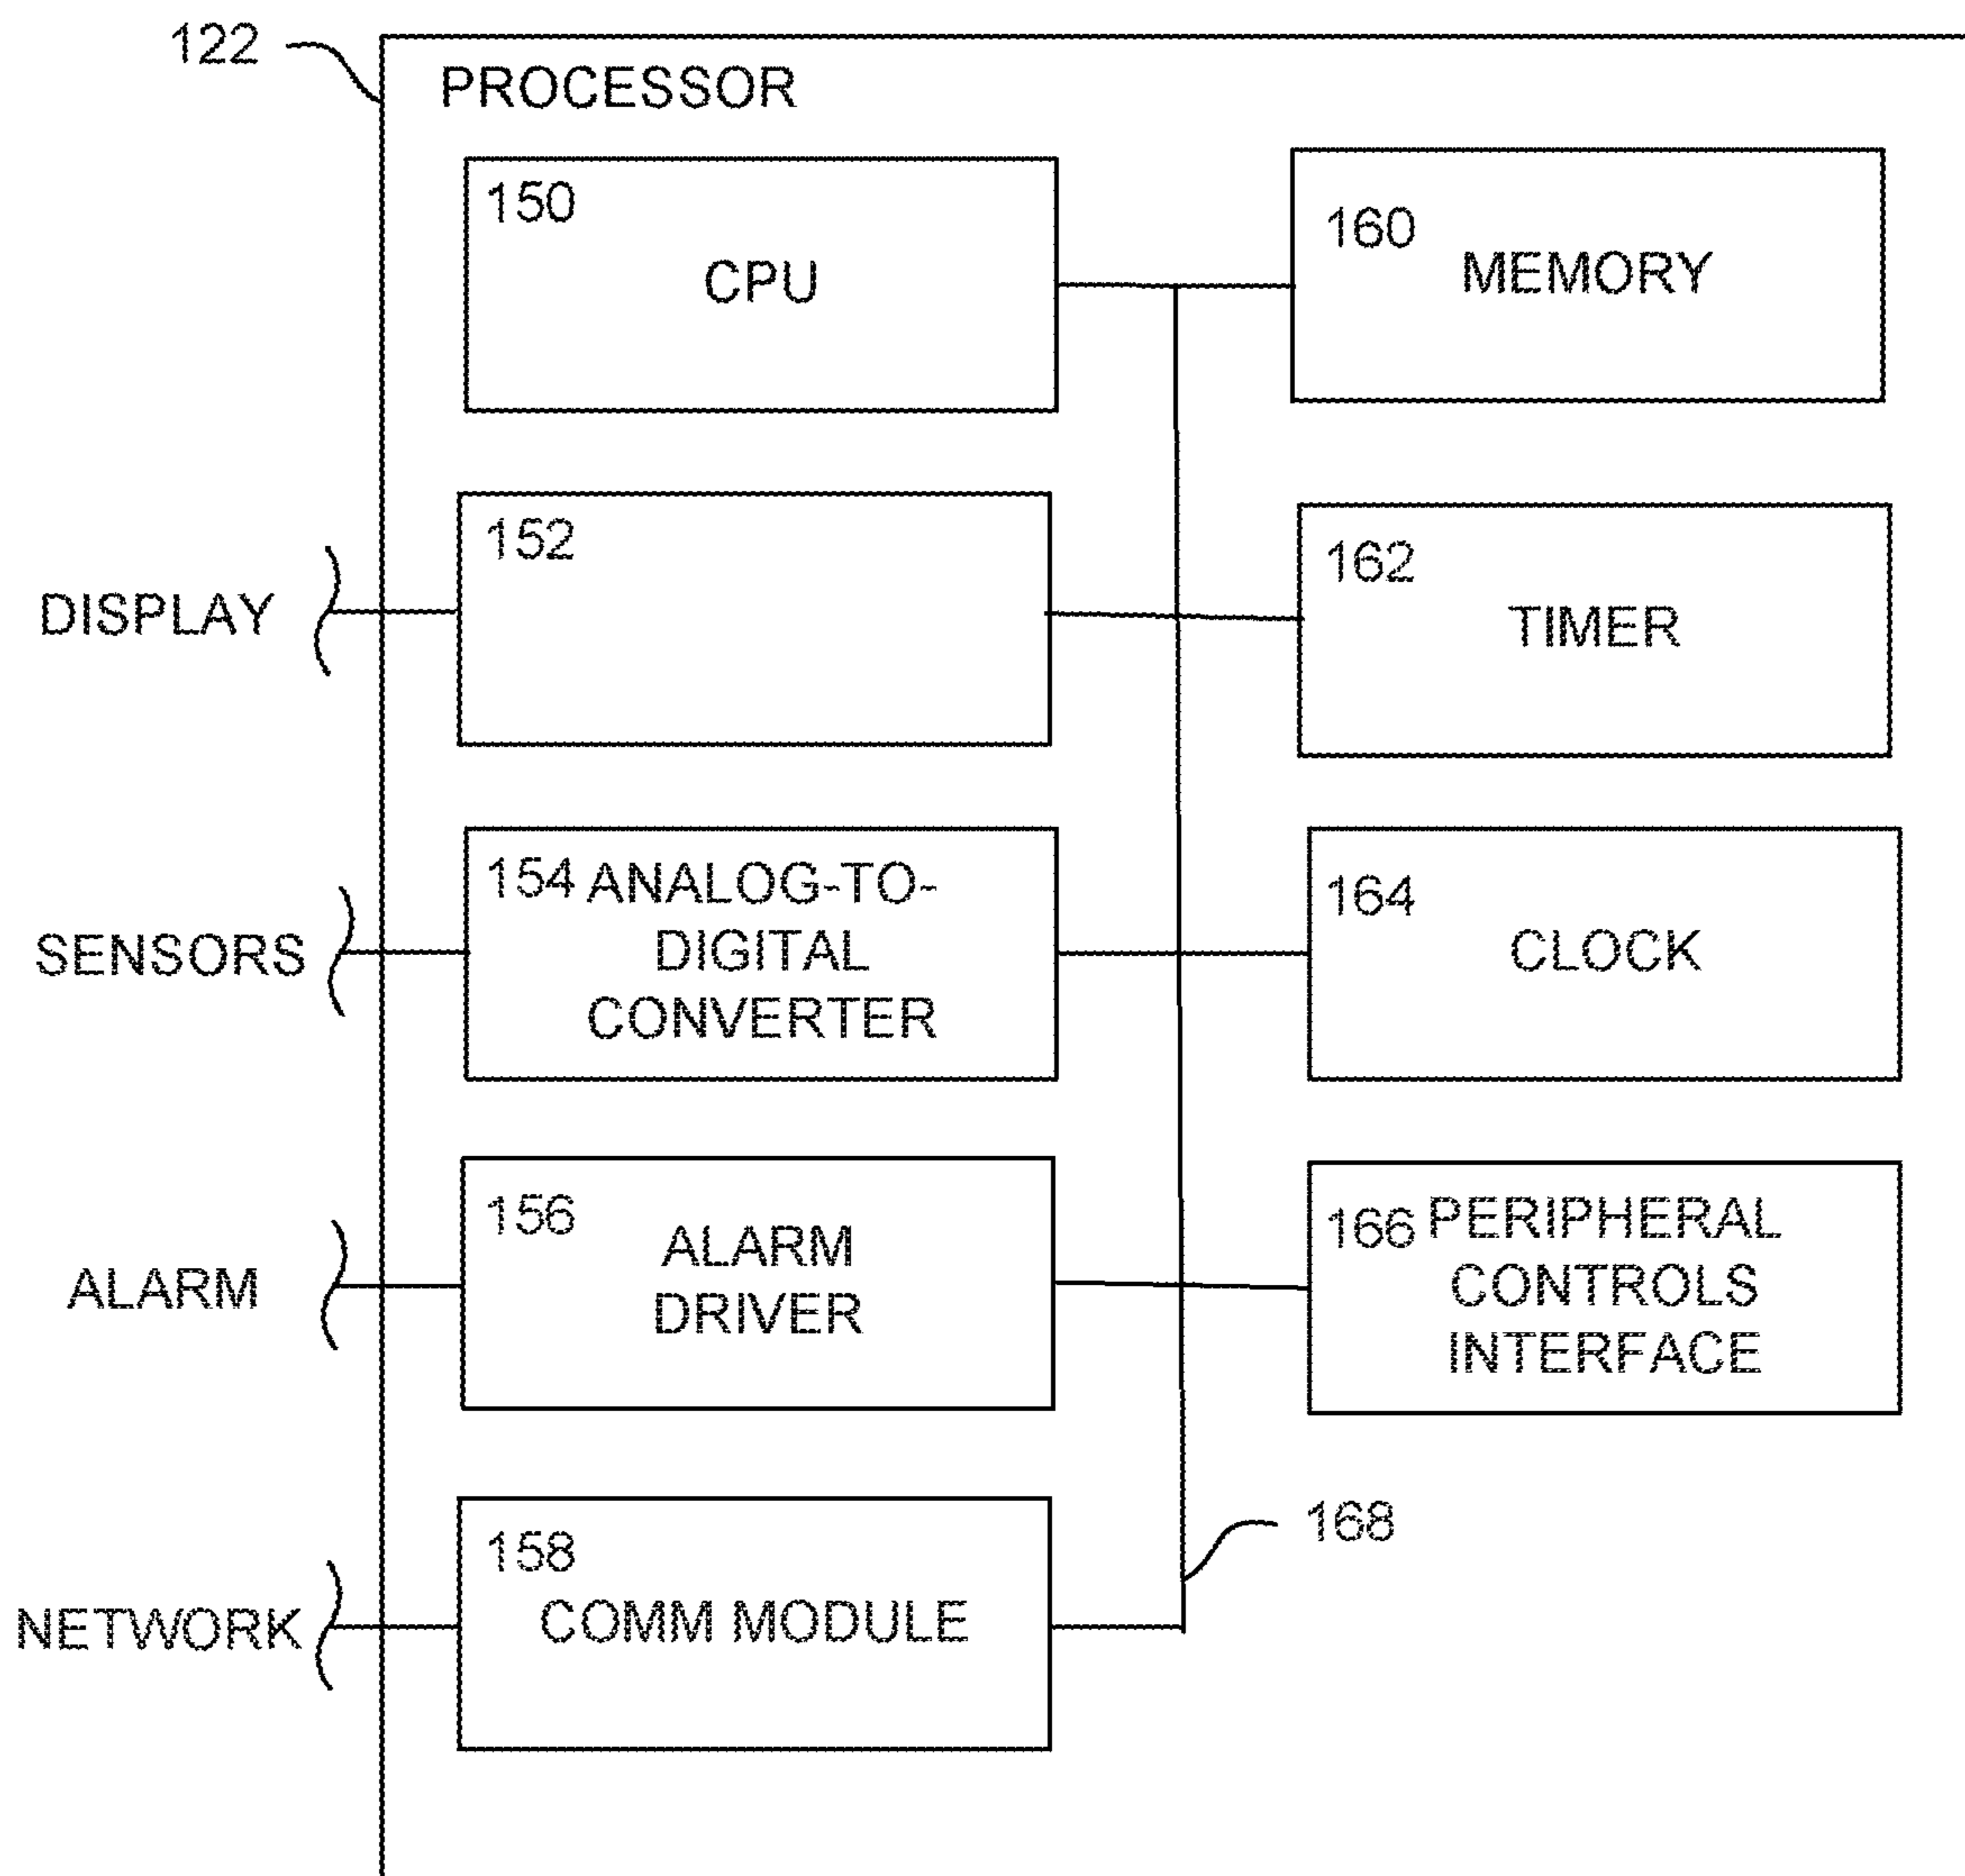 122
PROCESSOR
150
CPU
160
MEMORY
DISPLAY
152
162
TIMER
SENSORS
154 ANALOG-TO-
DIGITAL
CONVERTER
164
CLOCK
ALARM
156
ALARM
DRIVER
166 PERIPHERAL
CONTROLS
INTERFACE
NETWORK
158
COMM MODULE
168